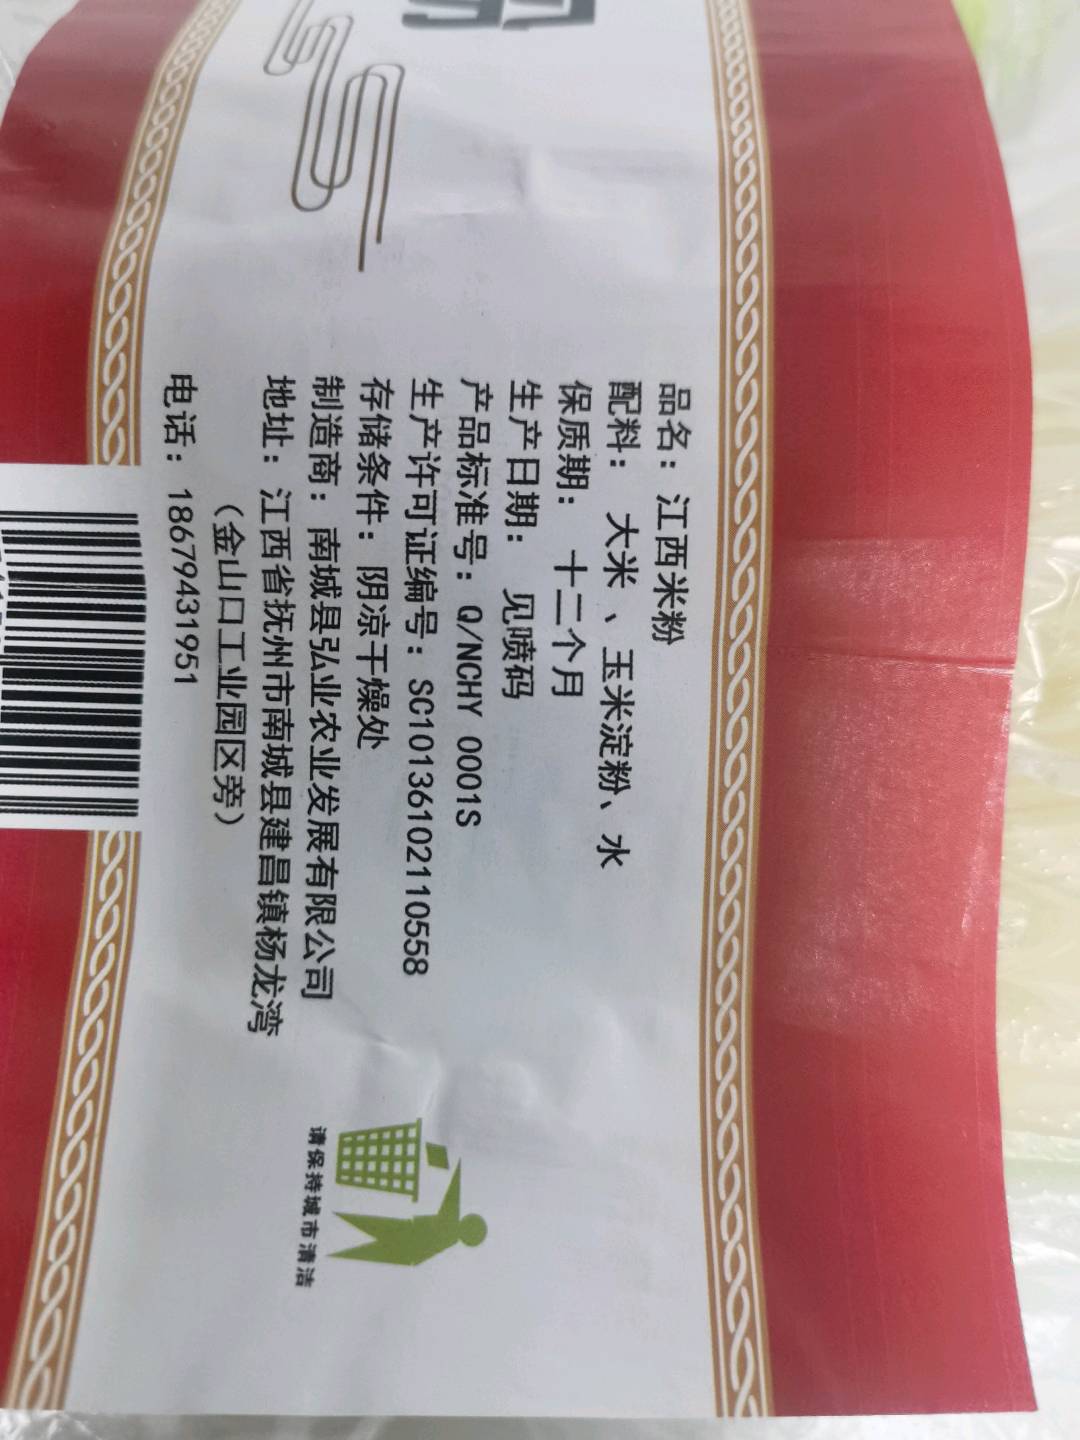 品名：江西米粉
配料：大米、玉米淀粉、水
保质期：十二个月
生产日期：见喷码
产品标准号：Q/NCHY 0001S
生产许可证编号：SC10136102110558
存储条件：阴凉干燥处
制造商：南城县弘业农业发展有限公司
地址：江西省抚州市南城县建昌镇杨龙湾
（金山口工业园区旁）
电话：18679431951
请保持城市清洁